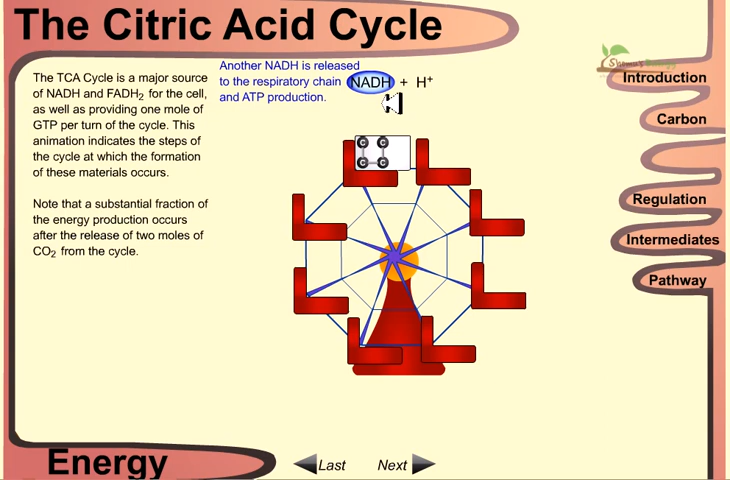 The Citric Acid Cycle
The TCA Cycle is a major source
of NADH and FADH₂ for the cell,
as well as providing one mole of
GTP per turn of the cycle. This
animation indicates the steps of
the cycle at which the formation
of these materials occurs.
Note that a substantial fraction of
the energy production occurs
after the release of two moles of
CO₂ from the cycle.
Another NADH is released
to the respiratory chain
and ATP production.
NADH + H⁺
C C
C C
Introduction
Carbon
Regulation
Intermediates
Pathway
Energy
Last
Next